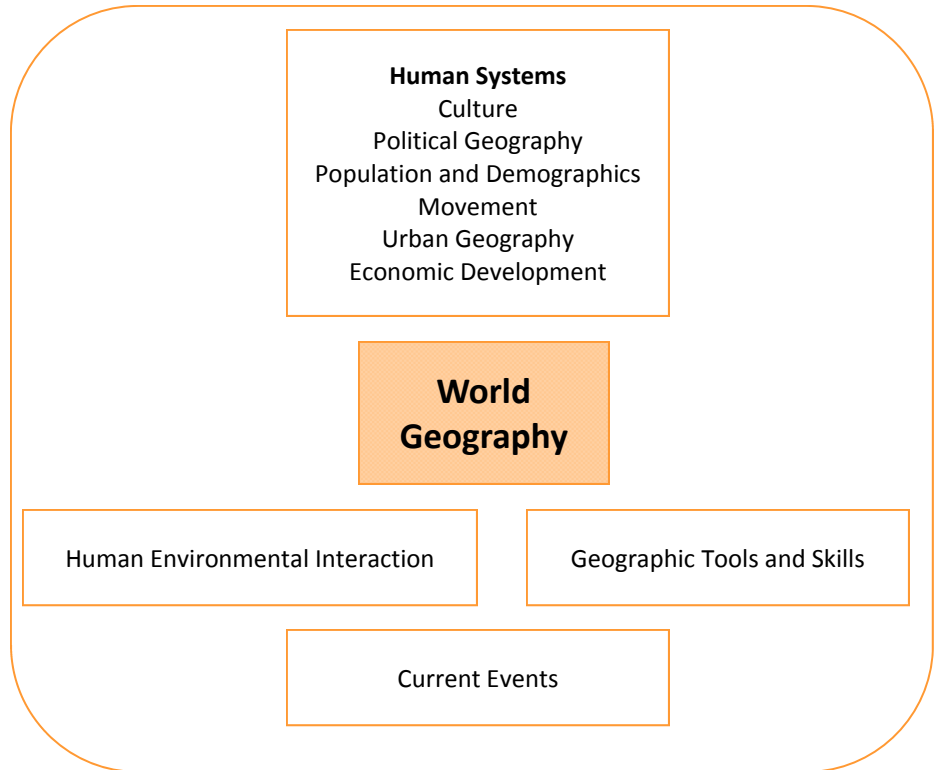 Human Systems
Culture
Political Geography
Population and Demographics
Movement
Urban Geography
Economic Development
World
Geography
Human Environmental Interaction
Geographic Tools and Skills
Current Events